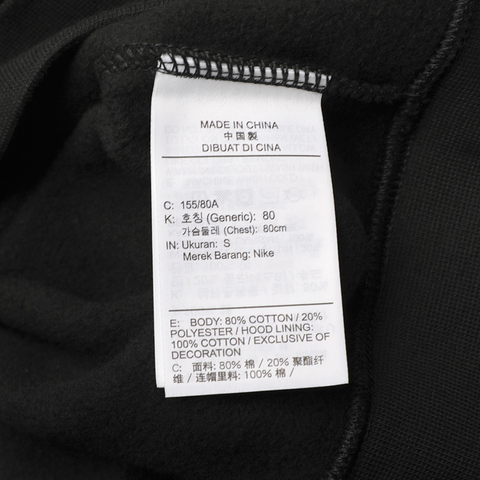 MADE IN CHINA
中国製
DIBUAT DI CINA
C: 155/80A
K: 호칭 (Generic): 80
가슴둘레 (Chest): 80cm
IN: Ukuran: S
Merek Barang: Nike
E: BODY: 80% COTTON / 20%
POLYESTER / HOOD LINING:
100% COTTON / EXCLUSIVE OF
DECORATION
C: 面料: 80% 棉 / 20% 聚酯纤
维 / 连帽里料: 100% 棉 /